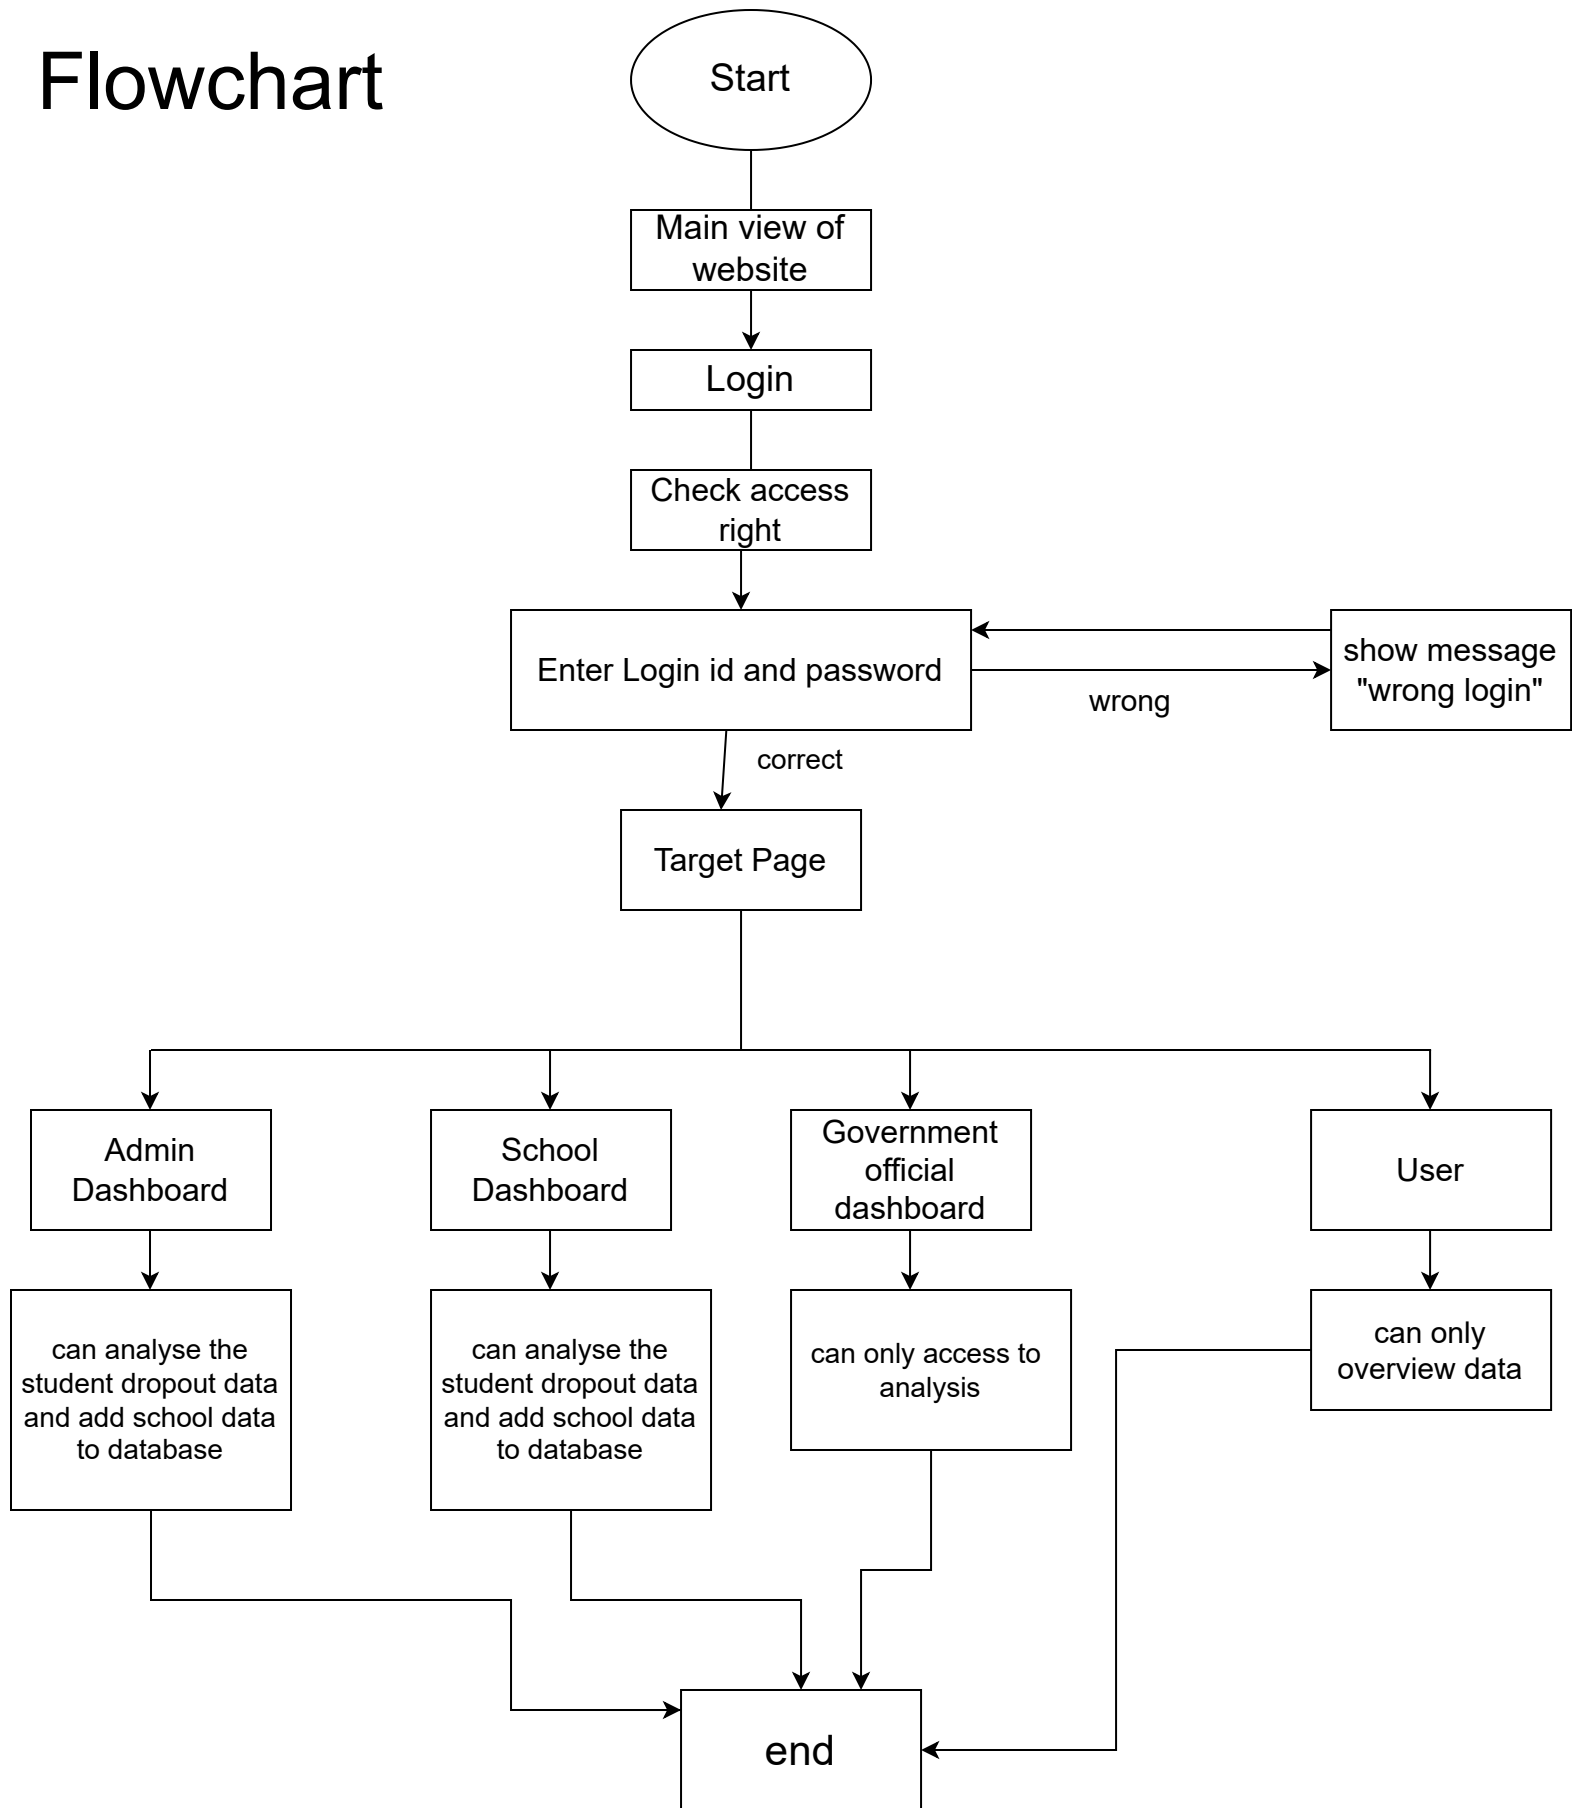 Flowchart
Start
Main view of
website
Login
Check access
right
Enter Login id and password
show message
"wrong login"
wrong
correct
Target Page
Admin
Dashboard
School
Dashboard
Government
official
dashboard
User
can analyse the
student dropout data
and add school data
to database
can analyse the
student dropout data
and add school data
to database
can only access to
analysis
can only
overview data
end